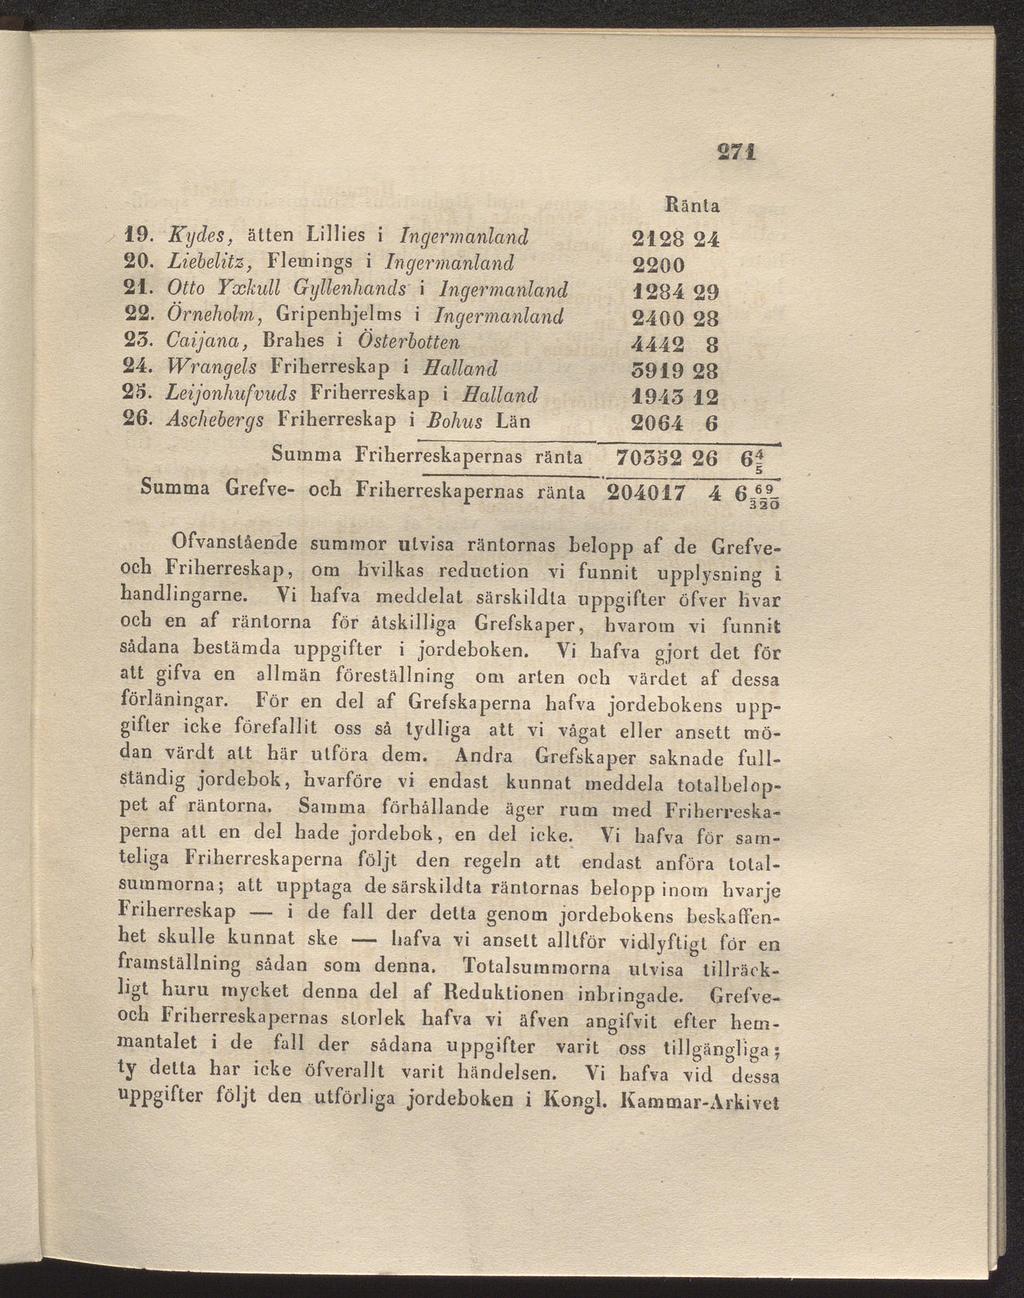 271
Ränta
19. Kydes, ätten Lillies i Ingermanland 2128 24
20. Liebelitz, Flemings i Ingermanland 2200
21. Otto Yxkull Gyllenhands i Ingermanland 1284 29
22. Örneholm, Gripenhjelms i Ingermanland 2400 28
23. Caijana, Brahes i Österbotten 4442 8
24. Wrangels Friherreskap i Halland 3919 28
25. Leijonhufvuds Friherreskap i Halland 1943 12
26. Aschebergs Friherreskap i Bohus Län 2064 6
Summa Friherreskapernas ränta 70352 26 6 4/5
Summa Grefve- och Friherreskapernas ränta 204017 4 6 69/320
Ofvanstående summor utvisa räntornas belopp af de Grefve-
och Friherreskap, om hvilkas reduction vi funnit upplysning i
handlingarne. Vi hafva meddelat särskildta uppgifter öfver hvar
och en af räntorna för åtskilliga Grefskaper, hvarom vi funnit
sådana bestämda uppgifter i jordeboken. Vi hafva gjort det för
att gifva en allmän föreställning om arten och värdet af dessa
förläningar. För en del af Grefskaperna hafva jordebokens upp-
gifter icke förefallit oss så tydliga att vi vågat eller ansett mö-
dan värdt att här utföra dem. Andra Grefskaper saknade full-
ständig jordebok, hvarföre vi endast kunnat meddela totalbelop-
pet af räntorna. Samma förhållande äger rum med Friherreska-
perna att en del hade jordebok, en del icke. Vi hafva för sam-
teliga Friherreskaperna följt den regeln att endast anföra total-
summorna; att upptaga de särskildta räntornas belopp inom hvarje
Friherreskap — i de fall der detta genom jordebokens beskaffen-
het skulle kunnat ske — hafva vi ansett alltför vidlyftigt för en
framställning sådan som denna. Totalsummorna utvisa tillräck-
ligt huru mycket denna del af Reduktionen inbringade. Grefve-
och Friherreskapernas storlek hafva vi äfven angifvit efter hem-
mantalet i de fall der sådana uppgifter varit oss tillgängliga;
ty detta har icke öfverallt varit händelsen. Vi hafva vid dessa
uppgifter följt den utförliga jordeboken i Kongl. Kammar-Arkivet